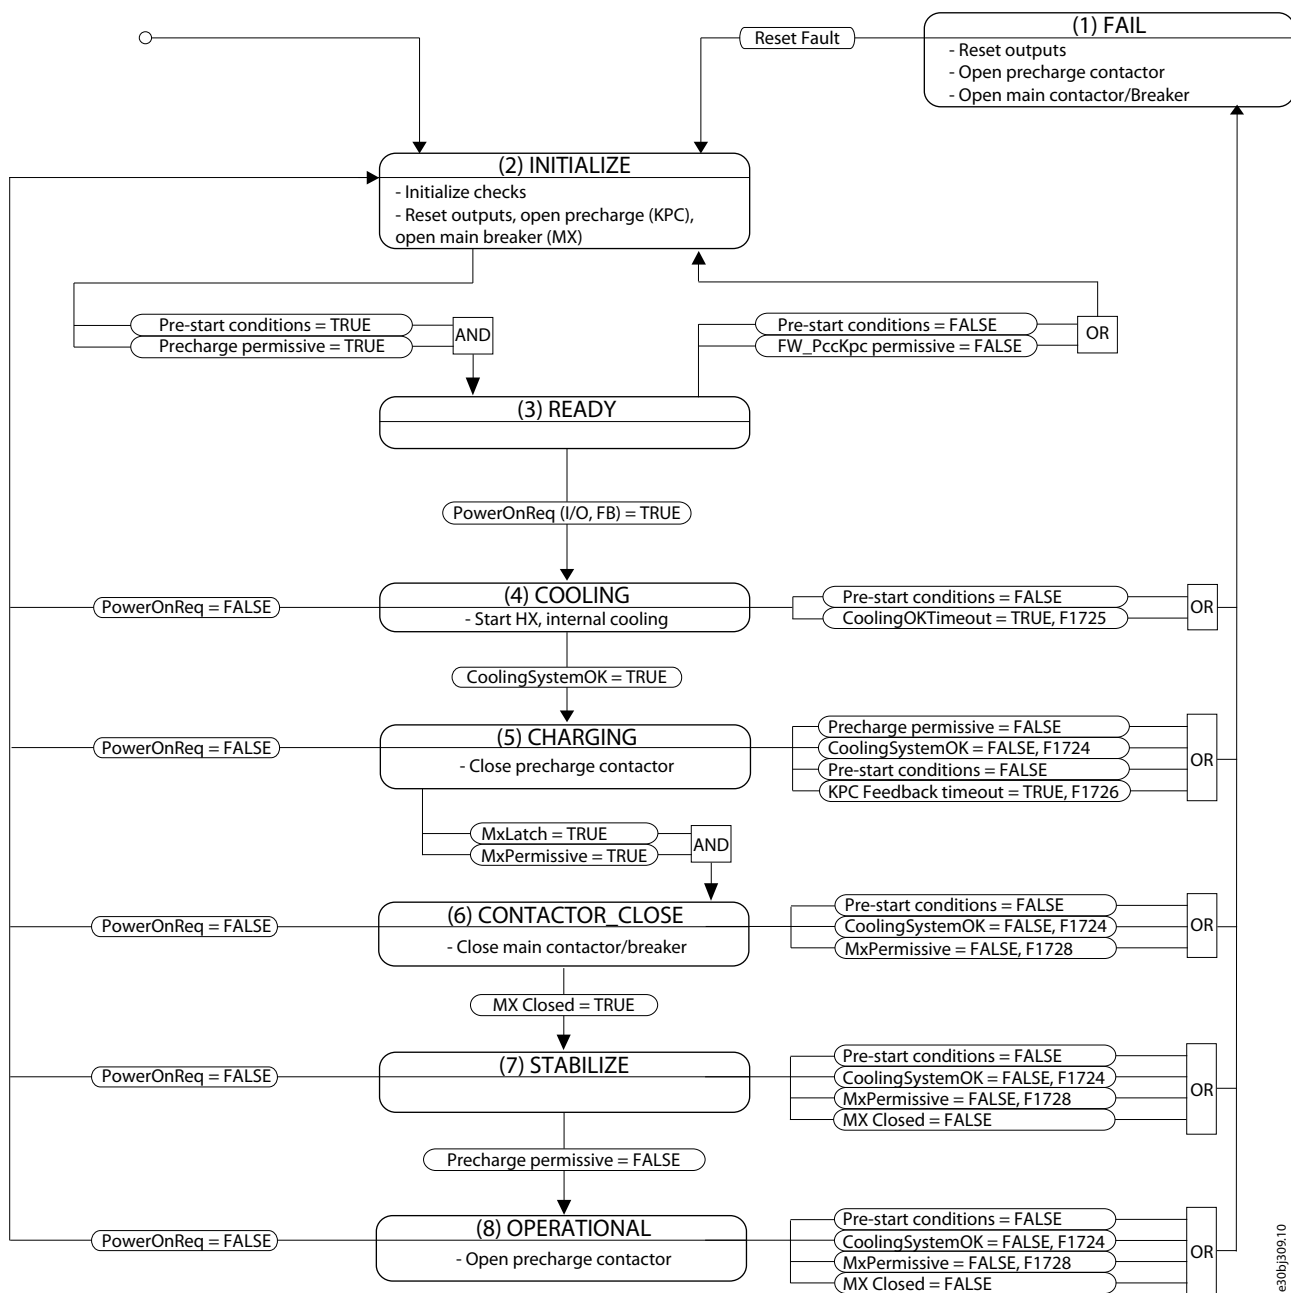 (1) FAIL
Reset Fault
- Reset outputs
- Open precharge contactor
- Open main contactor/Breaker
(2) INITIALIZE
- Initialize checks
- Reset outputs, open precharge (KPC),
open main breaker (MX)
Pre-start conditions = TRUE
Precharge permissive = TRUE
AND
Pre-start conditions = FALSE
FW_PccKpc permissive = FALSE
OR
(3) READY
PowerOnReq (I/O, FB) = TRUE
PowerOnReq = FALSE
(4) COOLING
- Start HX, internal cooling
Pre-start conditions = FALSE
CoolingOKTimeout = TRUE, F1725
OR
CoolingSystemOK = TRUE
PowerOnReq = FALSE
(5) CHARGING
- Close precharge contactor
Precharge permissive = FALSE
CoolingSystemOK = FALSE, F1724
Pre-start conditions = FALSE
KPC Feedback timeout = TRUE, F1726
OR
MxLatch = TRUE
MxPermissive = TRUE
AND
PowerOnReq = FALSE
(6) CONTACTOR_CLOSE
- Close main contactor/breaker
Pre-start conditions = FALSE
CoolingSystemOK = FALSE, F1724
MxPermissive = FALSE, F1728
OR
MX Closed = TRUE
PowerOnReq = FALSE
(7) STABILIZE
Pre-start conditions = FALSE
CoolingSystemOK = FALSE, F1724
MxPermissive = FALSE, F1728
MX Closed = FALSE
OR
Precharge permissive = FALSE
PowerOnReq = FALSE
(8) OPERATIONAL
- Open precharge contactor
Pre-start conditions = FALSE
CoolingSystemOK = FALSE, F1724
MxPermissive = FALSE, F1728
MX Closed = FALSE
OR
e30bj309.10